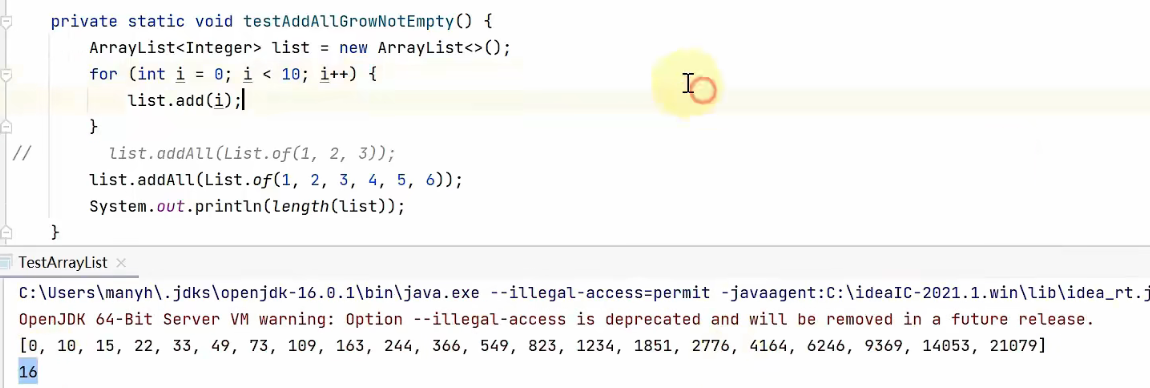 private static void testAddAllGrowNotEmpty() {
ArrayList<Integer> list = new ArrayList<>();
for (int i = 0; i < 10; i++) {
list.add(i);
}
// list.addAll(List.of(1, 2, 3));
list.addAll(List.of(1, 2, 3, 4, 5, 6));
System.out.println(length(list));
}
TestArrayList ×
C:\Users\manyh\.jdks\openjdk-16.0.1\bin\java.exe --illegal-access=permit -javaagent:C:\ideaIC-2021.1.win\lib\idea_rt.j
OpenJDK 64-Bit Server VM warning: Option --illegal-access is deprecated and will be removed in a future release.
[0, 10, 15, 22, 33, 49, 73, 109, 163, 244, 366, 549, 823, 1234, 1851, 2776, 4164, 6246, 9369, 14053, 21079]
16